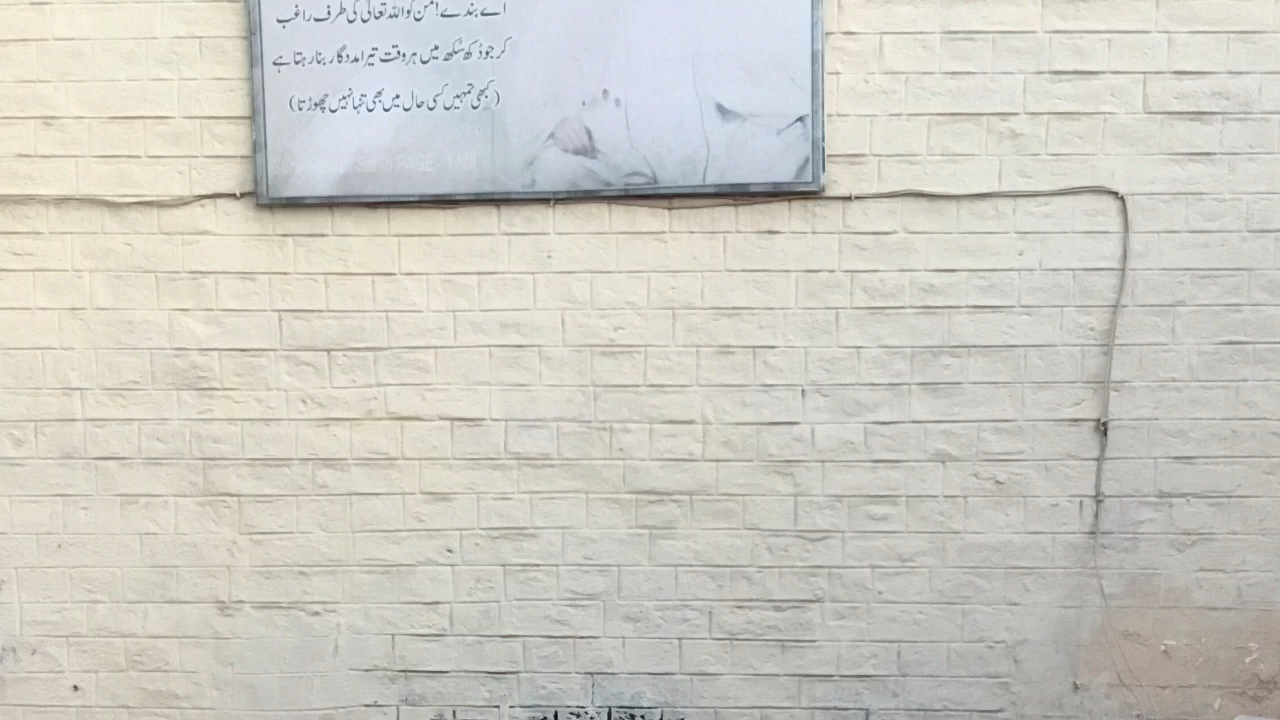 اے بندے! من کو اللہ تعالیٰ کی طرف راغب
کر جو دُکھ سُکھ میں ہر وقت تیرا مددگار بنا رہتا ہے
(کبھی تمہیں کسی حال میں بھی تنہا نہیں چھوڑتا)